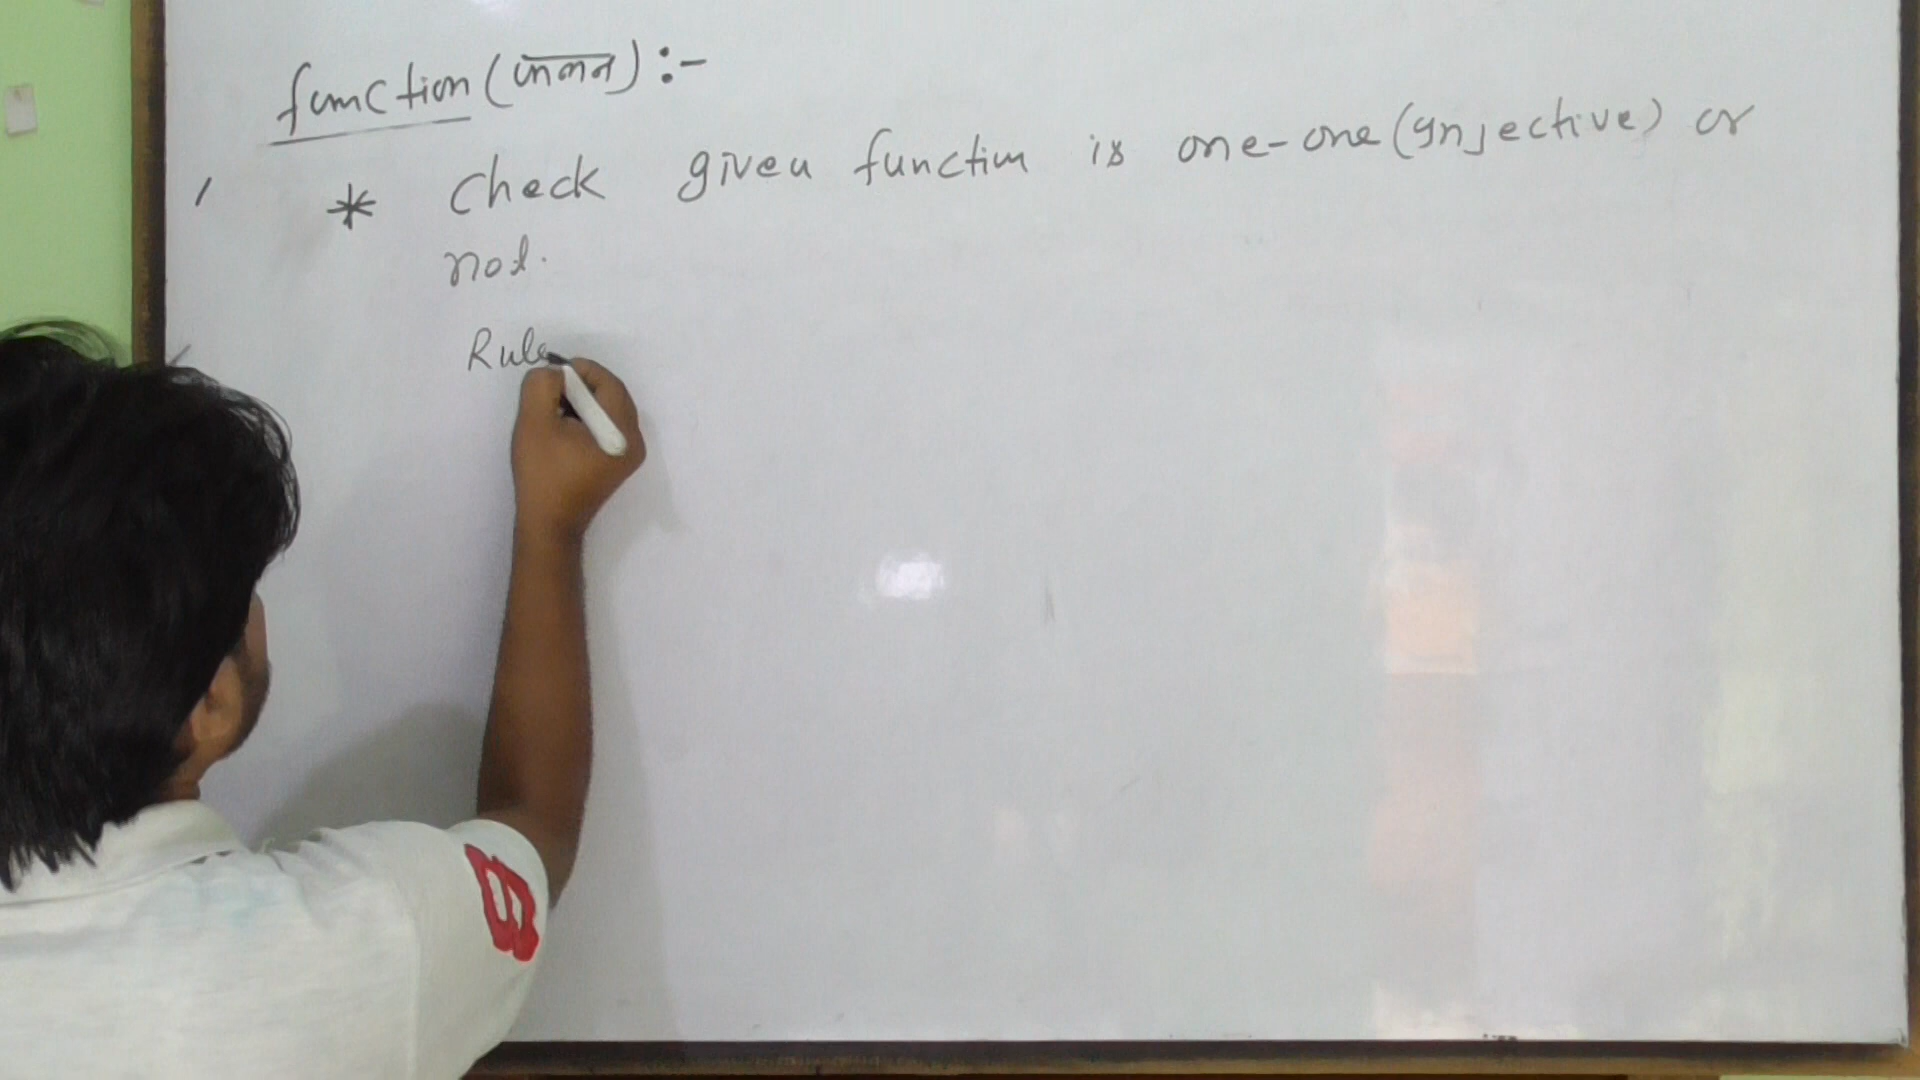 function (फलन) :-
* Check given function is one-one (Injective) or
not.
Rule